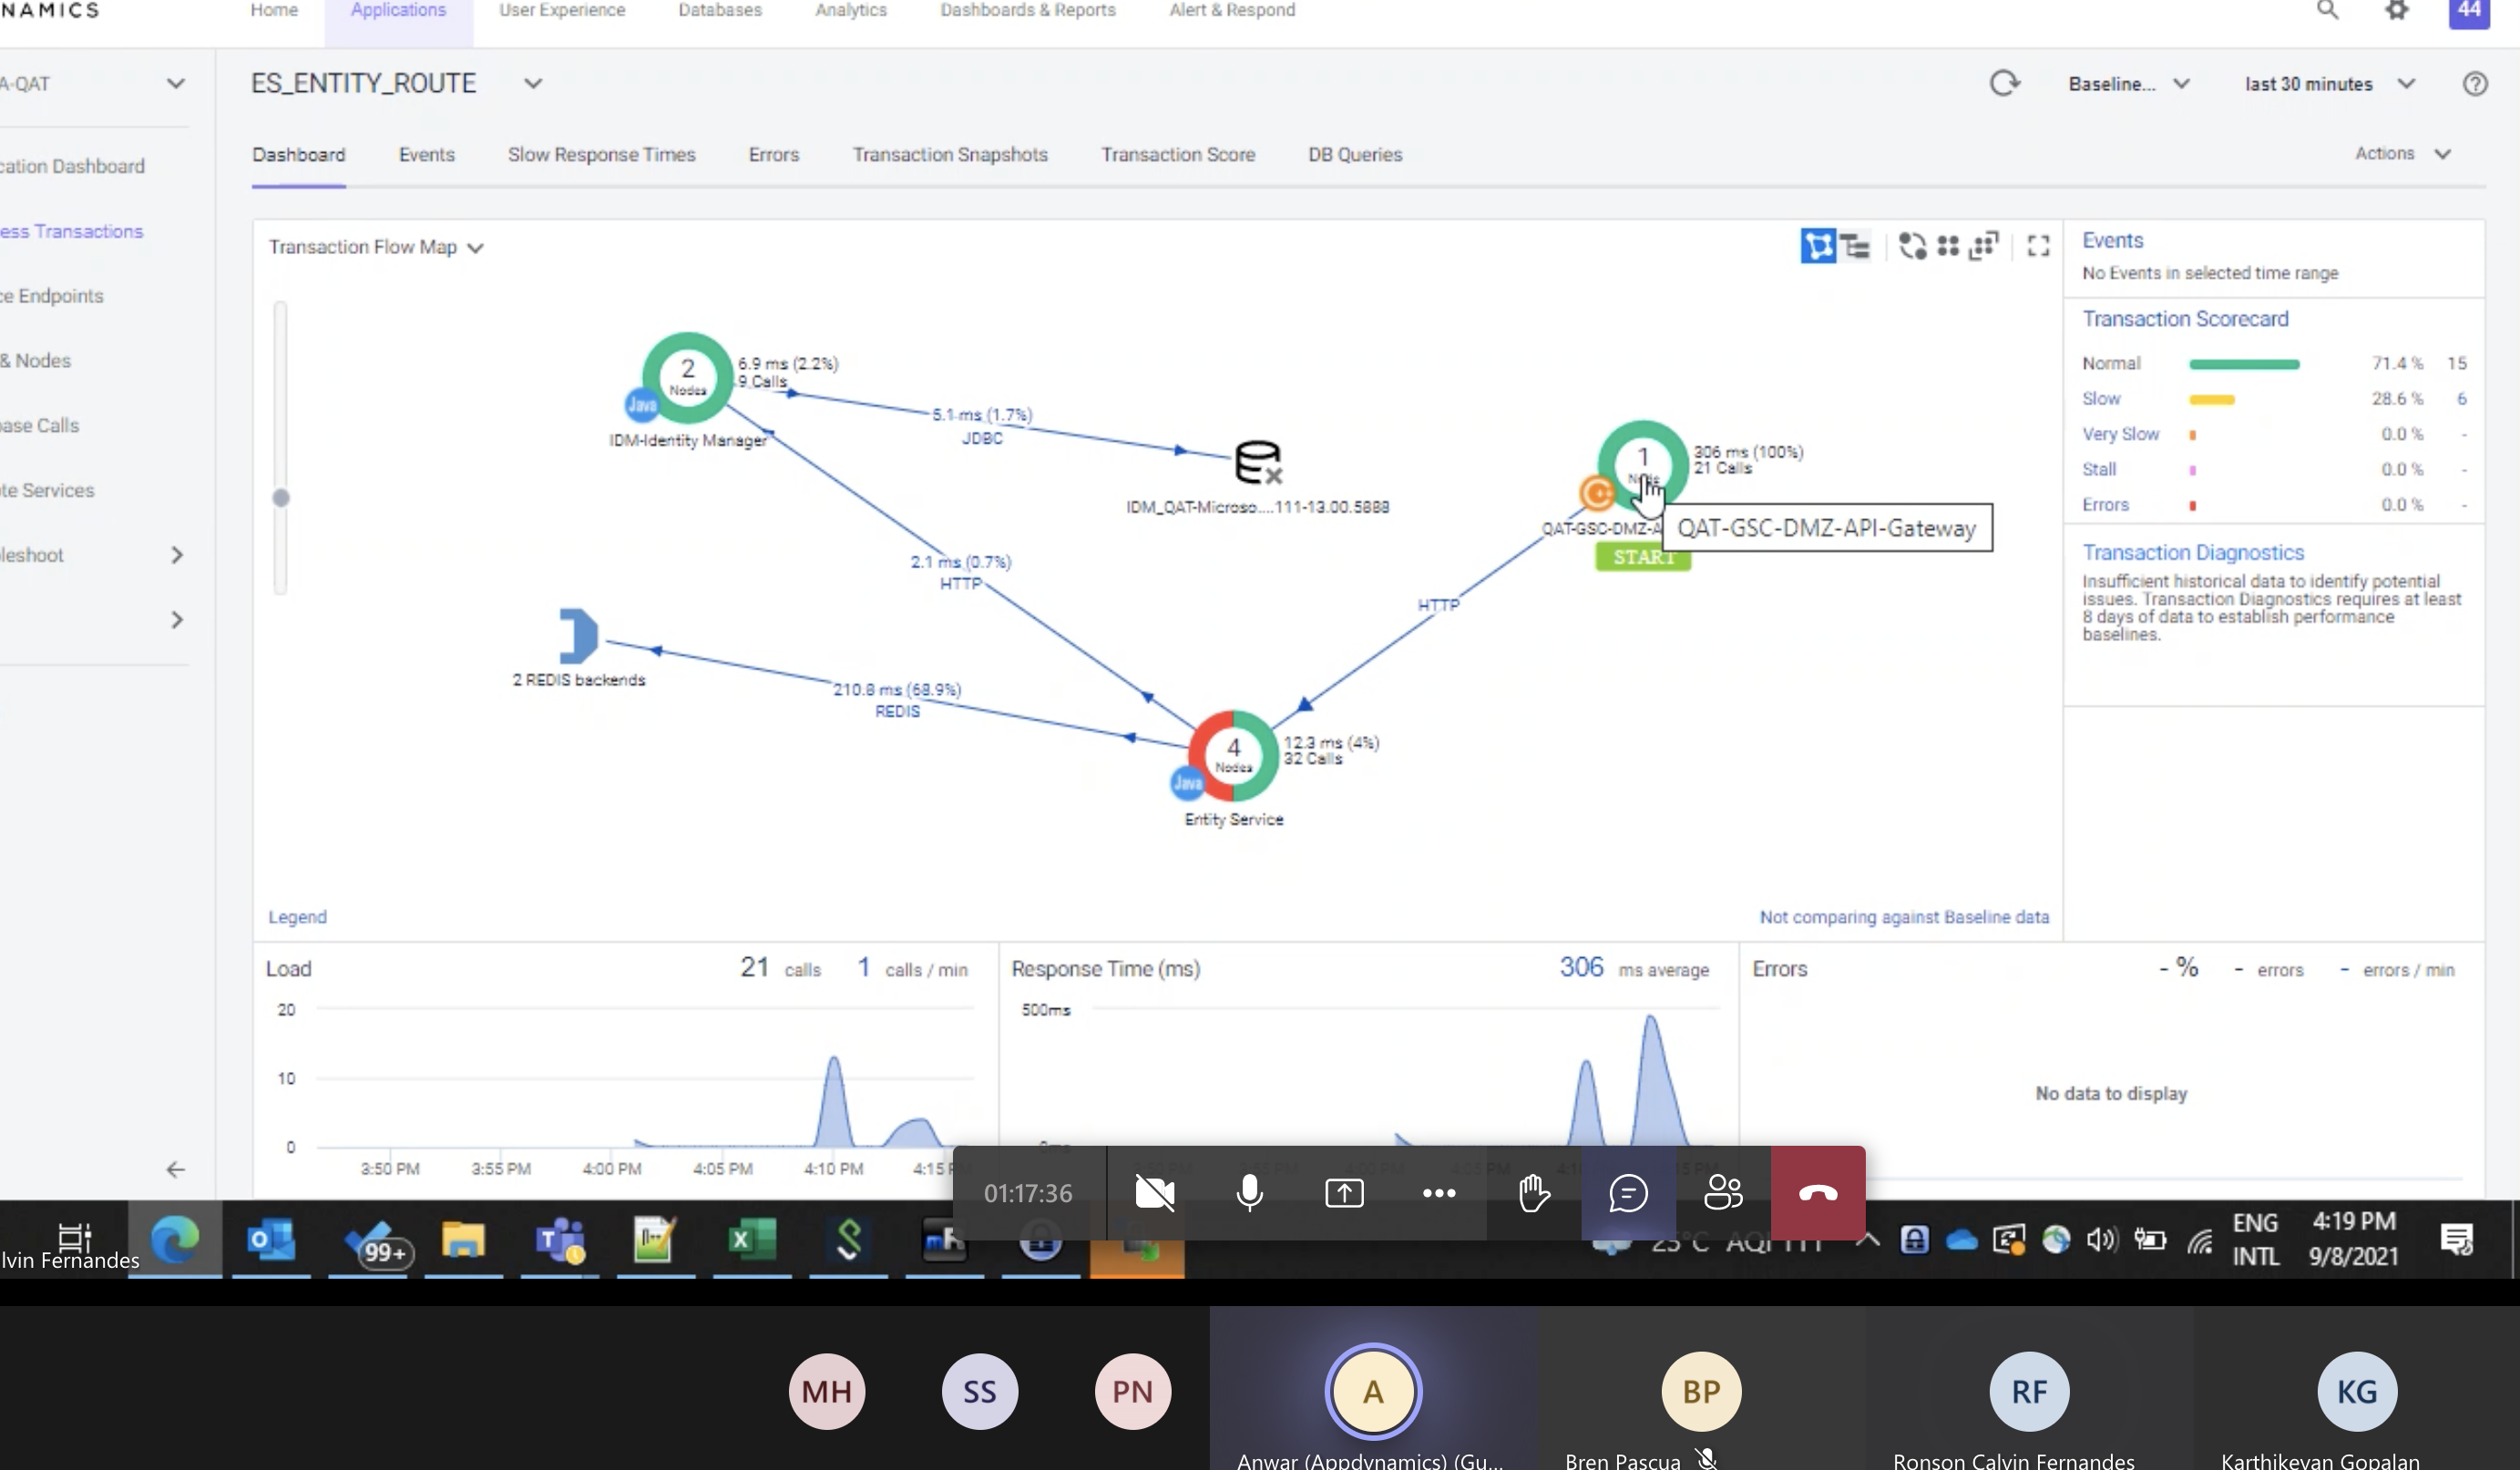 NAMICS
Home Applications User Experience Databases Analytics Dashboards & Reports Alert & Respond
44
A-QAT
ES_ENTITY_ROUTE
Baseline... last 30 minutes
Dashboard Events Slow Response Times Errors Transaction Snapshots Transaction Score DB Queries
Actions
cation Dashboard
ess Transactions
ce Endpoints
& Nodes
ase Calls
te Services
leshoot
Transaction Flow Map
2
Nodes
Java
6.9 ms (2.2%)
9 Calls
IDM-Identity Manager
5.1 ms (1.7%)
JDBC
IDM_QAT-Microso....111-13.00.5888
1
306 ms (100%)
21 Calls
QAT-GSC-DMZ-A
QAT-GSC-DMZ-API-Gateway
START
2.1 ms (0.7%)
HTTP
HTTP
2 REDIS backends
210.8 ms (68.9%)
REDIS
4
Nodes
Java
12.3 ms (4%)
32 Calls
Entity Service
Legend
Not comparing against Baseline data
Events
No Events in selected time range
Transaction Scorecard
Normal 71.4 % 15
Slow 28.6 % 6
Very Slow 0.0 % -
Stall 0.0 % -
Errors 0.0 % -
Transaction Diagnostics
Insufficient historical data to identify potential
issues. Transaction Diagnostics requires at least
8 days of data to establish performance
baselines.
Load 21 calls 1 calls / min
20
10
0
3:50 PM 3:55 PM 4:00 PM 4:05 PM 4:10 PM 4:15
Response Time (ms) 306 ms average
500ms
Errors - % - errors - errors / min
No data to display
01:17:36
lvin Fernandes
99+
mR
25°C AQI
ENG
INTL
4:19 PM
9/8/2021
MH SS PN A BP RF KG
Anwar (Appdynamics) (Gu...
Bren Pascua
Ronson Calvin Fernandes
Karthikeyan Gopalan